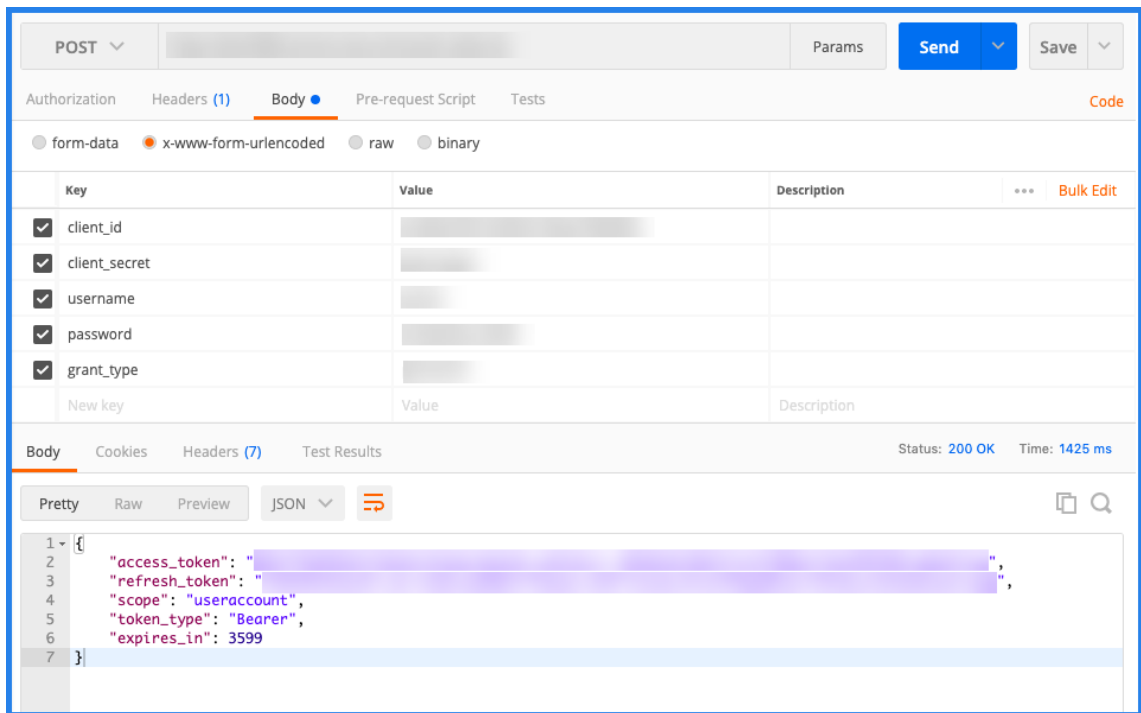 POST Params Send Save
Authorization Headers (1) Body Pre-request Script Tests Code
form-data x-www-form-urlencoded raw binary
Key Value Description ••• Bulk Edit
client_id
client_secret
username
password
grant_type
New key Value Description
Body Cookies Headers (7) Test Results Status: 200 OK Time: 1425 ms
Pretty Raw Preview JSON
1 {
2 "access_token": "",
3 "refresh_token": "",
4 "scope": "useraccount",
5 "token_type": "Bearer",
6 "expires_in": 3599
7 }